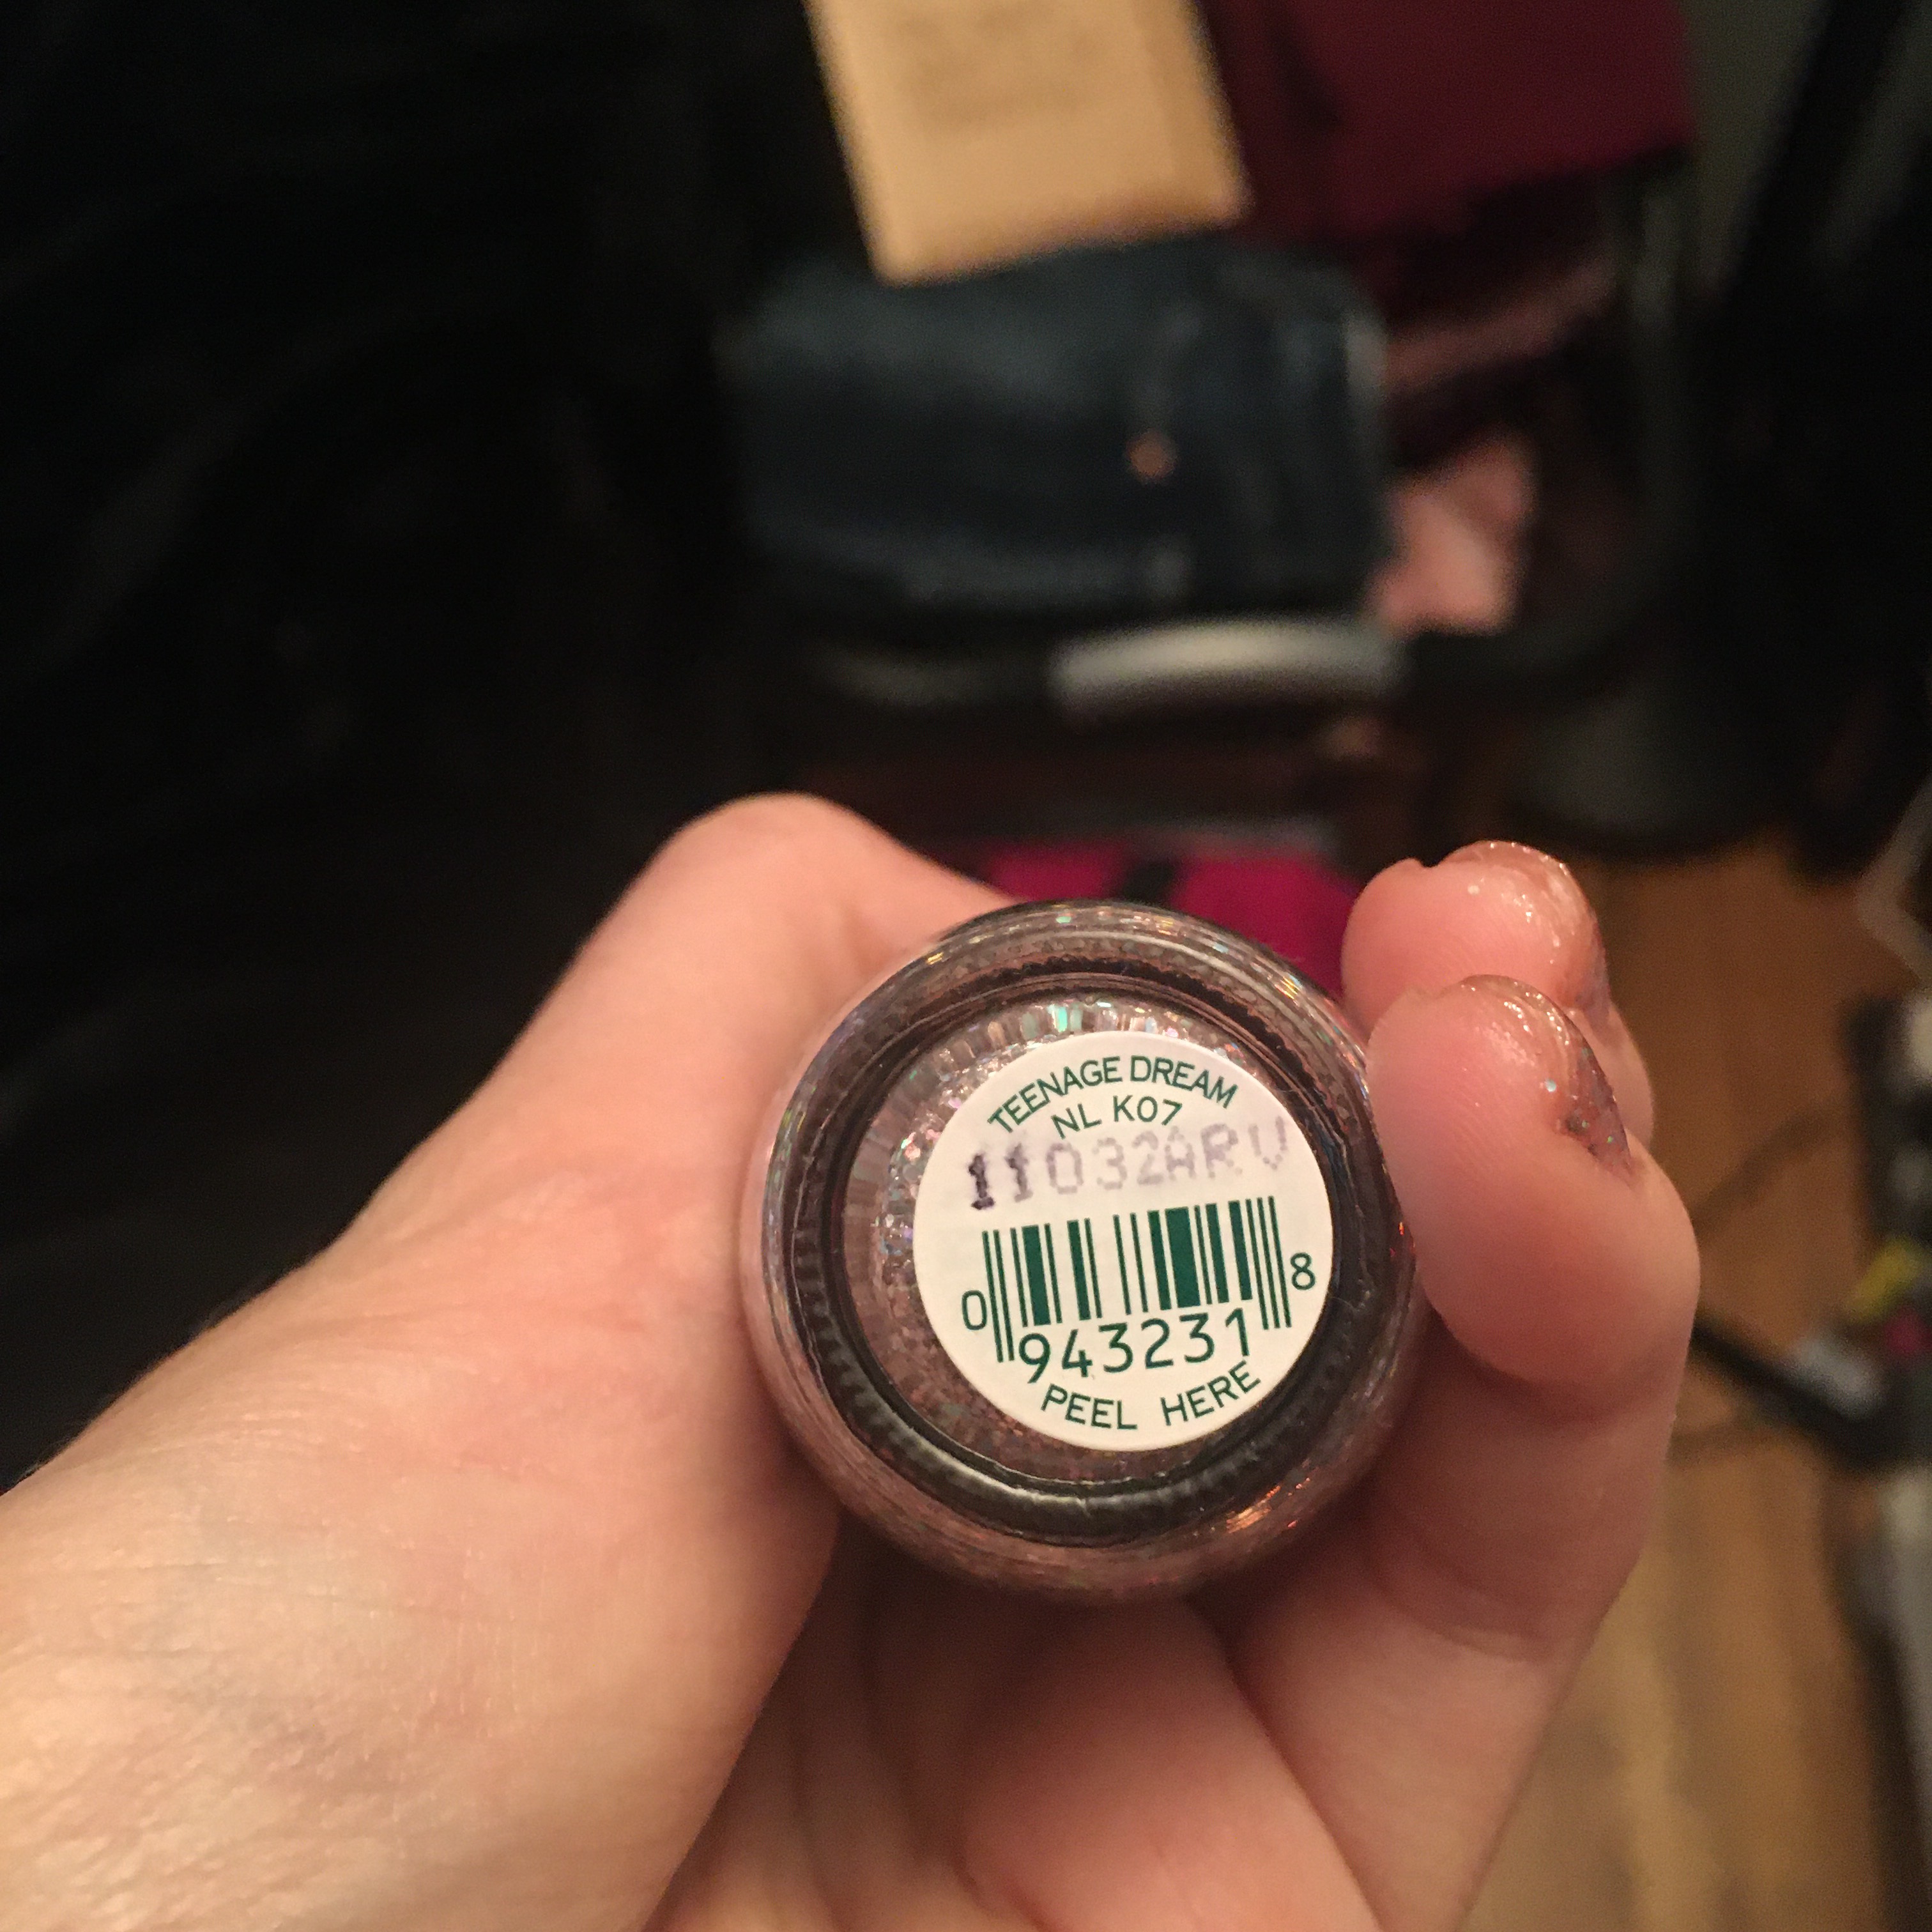 TEENAGE DREAM
NL K07
11032ARV
0 943231 8
PEEL HERE